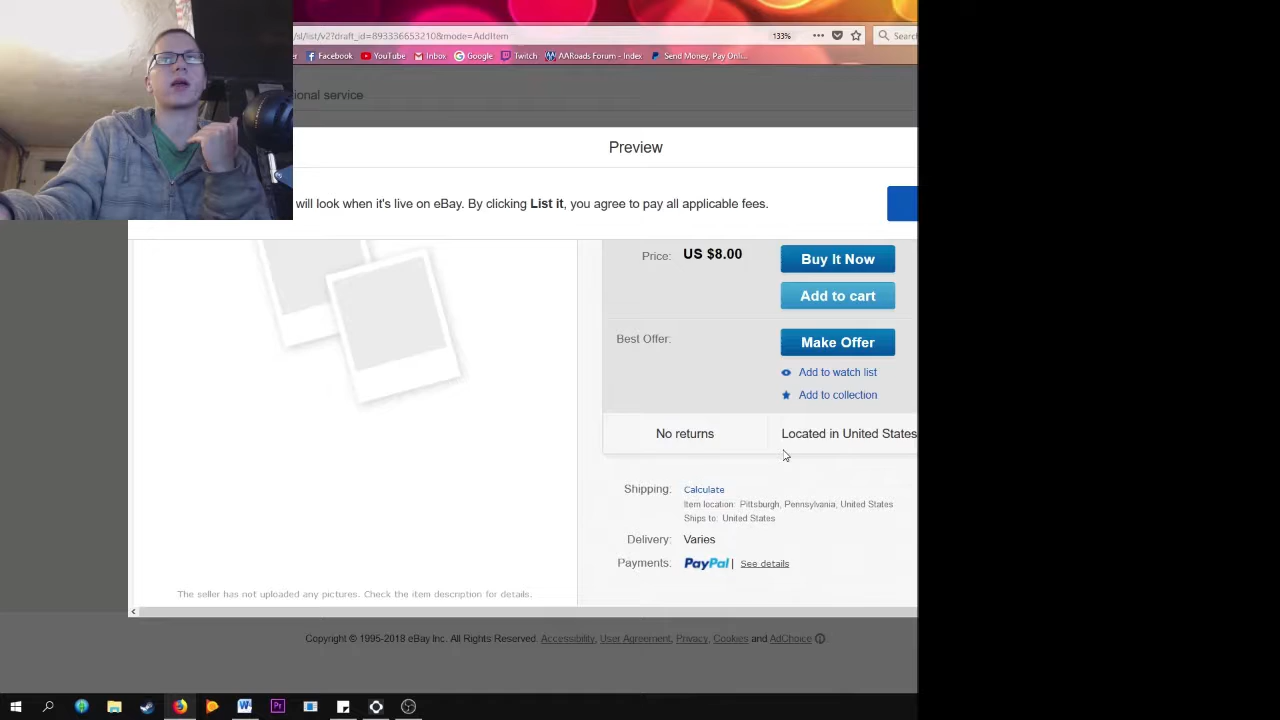 /sl/list/v2?draft_id=893336653210&mode=AddItem
133%
Search
Facebook YouTube Inbox Google Twitch AARoads Forum - Index Send Money, Pay Onli...
ional service
Preview
will look when it's live on eBay. By clicking List it, you agree to pay all applicable fees.
Price: US $8.00
Buy It Now
Add to cart
Best Offer:
Make Offer
Add to watch list
Add to collection
No returns
Located in United States
Shipping: Calculate
Item location: Pittsburgh, Pennsylvania, United States
Ships to: United States
Delivery: Varies
Payments: PayPal | See details
The seller has not uploaded any pictures. Check the item description for details.
Copyright © 1995-2018 eBay Inc. All Rights Reserved. Accessibility, User Agreement, Privacy, Cookies and AdChoice